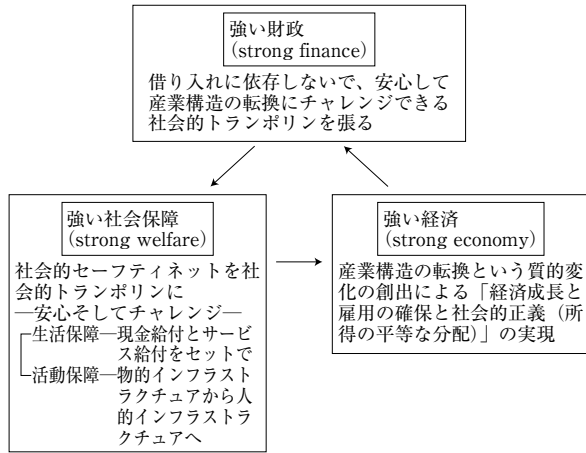 強い財政
(strong finance)
借り入れに依存しないで、安心して
産業構造の転換にチャレンジできる
社会的トランポリンを張る
強い社会保障
(strong welfare)
社会的セーフティネットを社
会的トランポリンに
―安心そしてチャレンジ―
生活保障―現金給付とサービ
ス給付をセットで
活動保障―物的インフラスト
ラクチュアから人
的インフラストラ
クチュアへ
強い経済
(strong economy)
産業構造の転換という質的変
化の創出による「経済成長と
雇用の確保と社会的正義（所
得の平等な分配）」の実現